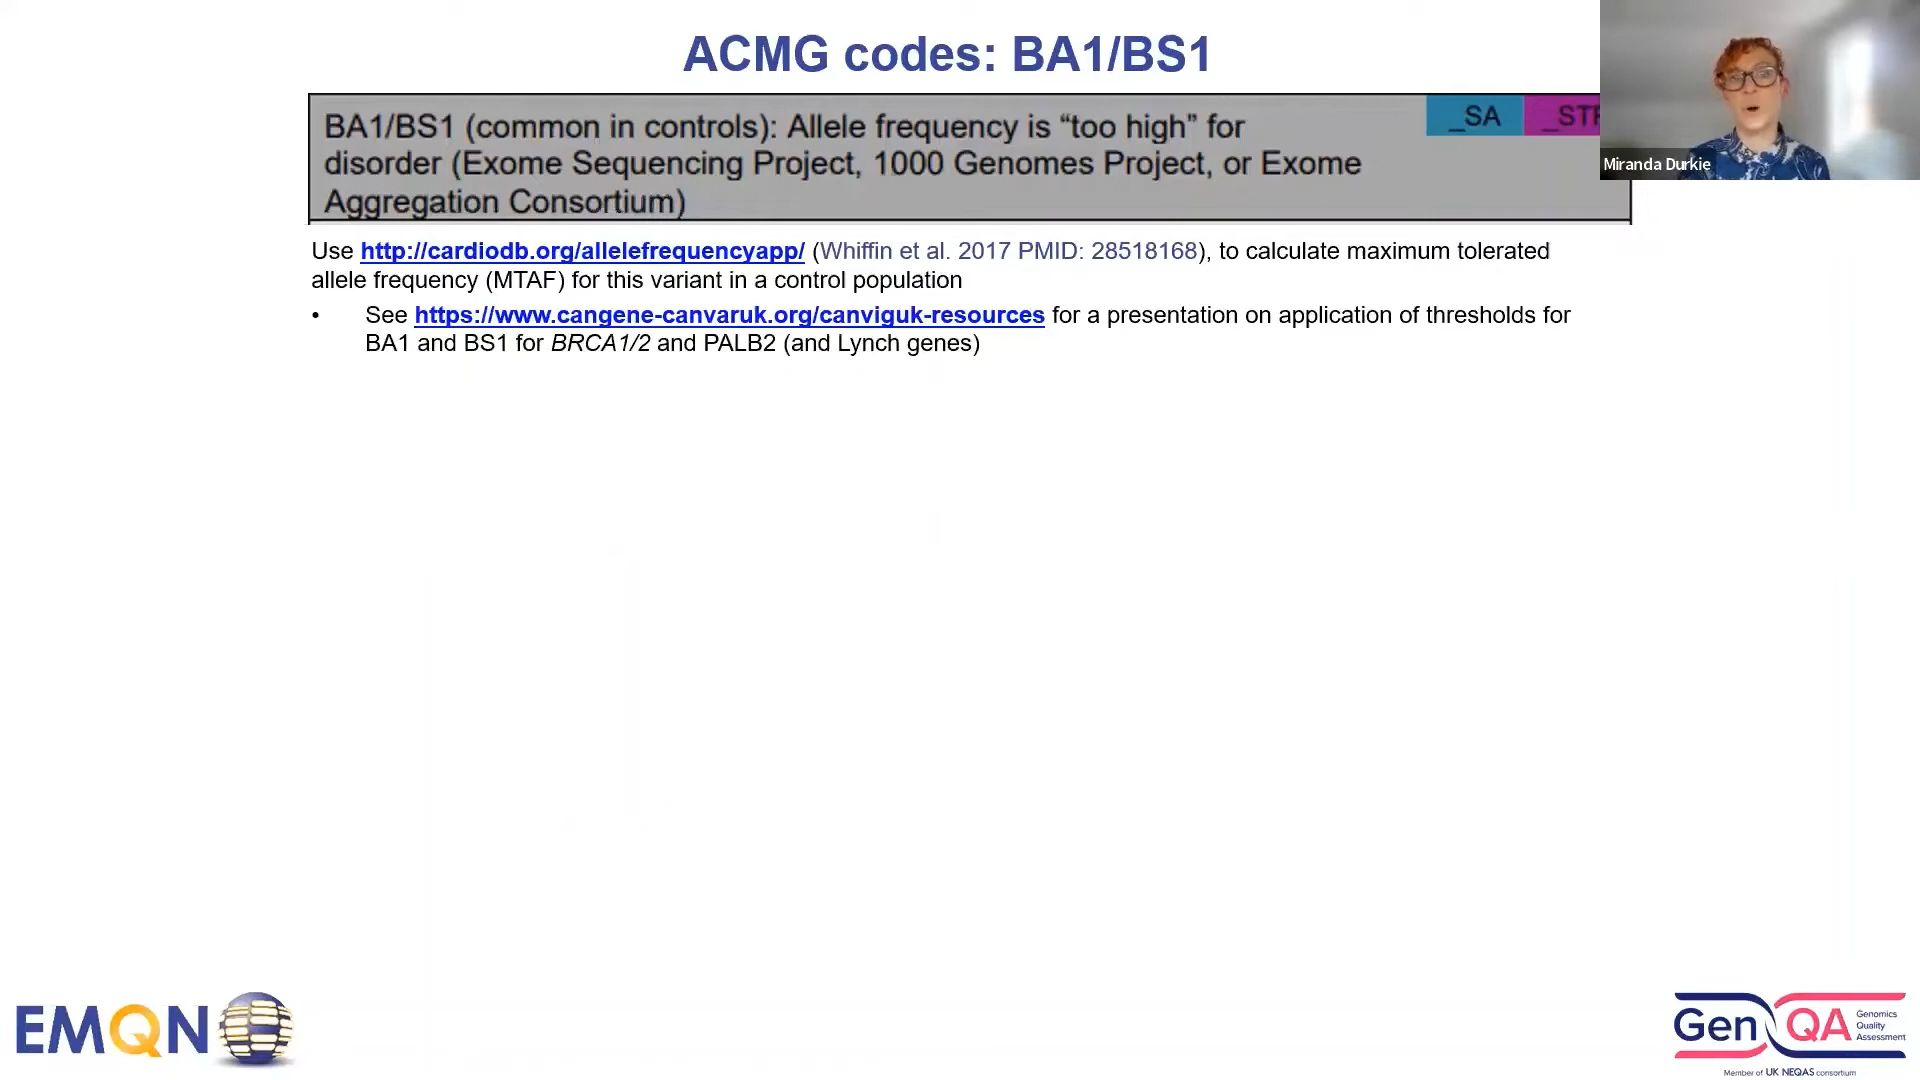 ACMG codes: BA1/BS1
BA1/BS1 (common in controls): Allele frequency is “too high” for
disorder (Exome Sequencing Project, 1000 Genomes Project, or Exome
Aggregation Consortium)
_SA
Miranda Durkie
Use http://cardiodb.org/allelefrequencyapp/ (Whiffin et al. 2017 PMID: 28518168), to calculate maximum tolerated
allele frequency (MTAF) for this variant in a control population
• See https://www.cangene-canvaruk.org/canviguk-resources for a presentation on application of thresholds for
BA1 and BS1 for BRCA1/2 and PALB2 (and Lynch genes)
EMQN
Gen QA
Genomics
Quality
Assessment
Member of UK NEQAS consortium